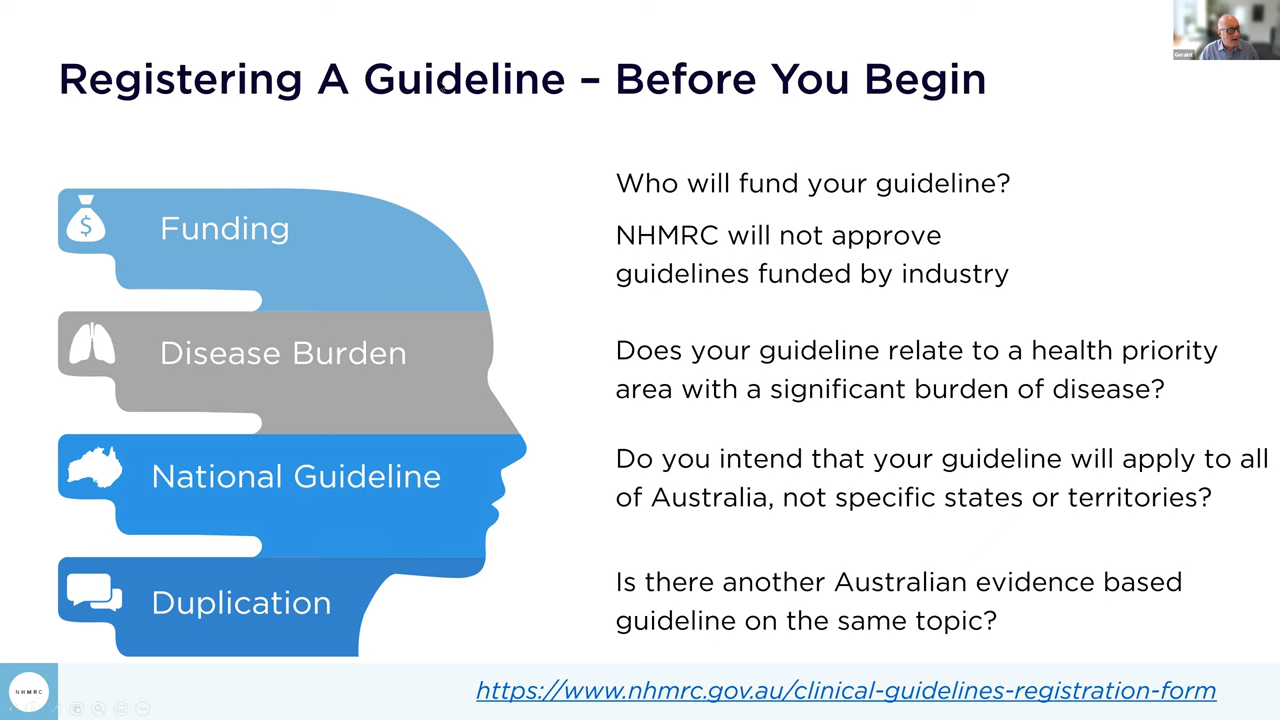 Registering A Guideline – Before You Begin
Gerard
$
Funding
Who will fund your guideline?
NHMRC will not approve
guidelines funded by industry
Disease Burden
Does your guideline relate to a health priority
area with a significant burden of disease?
National Guideline
Do you intend that your guideline will apply to all
of Australia, not specific states or territories?
Duplication
Is there another Australian evidence based
guideline on the same topic?
NHMRC
https://www.nhmrc.gov.au/clinical-guidelines-registration-form